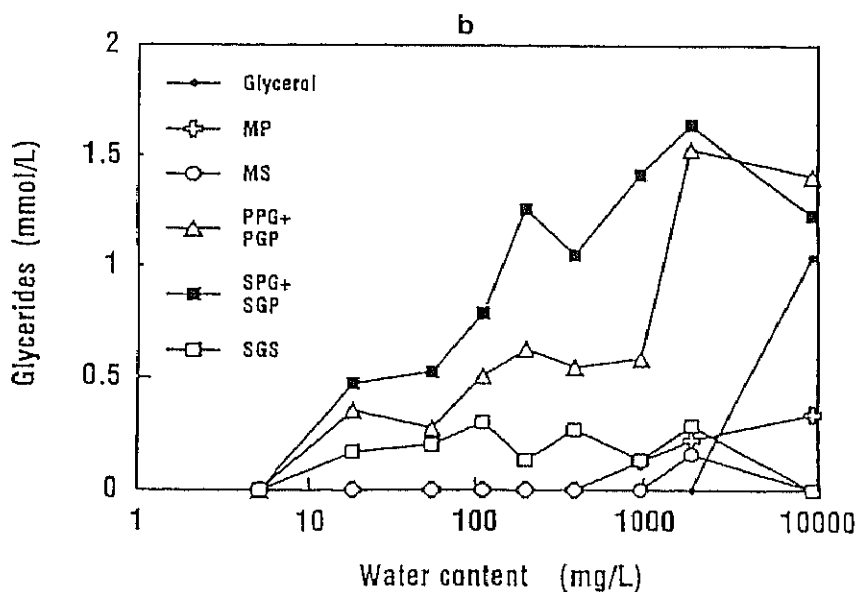 b
2
1.5
1
0.5
0
Glycerides (mmol/L)
Glycerol
MP
MS
PPG+
PGP
SPG+
SGP
SGS
1 10 100 1000 10000
Water content (mg/L)